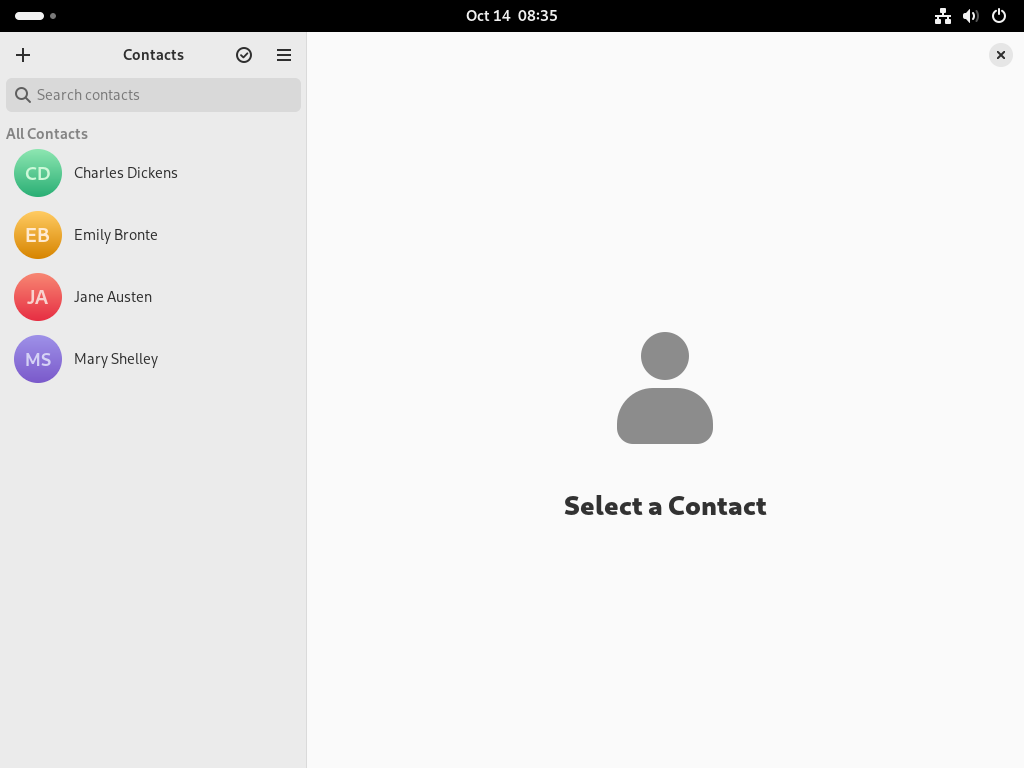 Oct 14  08:35
Contacts
Search contacts
All Contacts
CD Charles Dickens
EB Emily Bronte
JA Jane Austen
MS Mary Shelley
Select a Contact